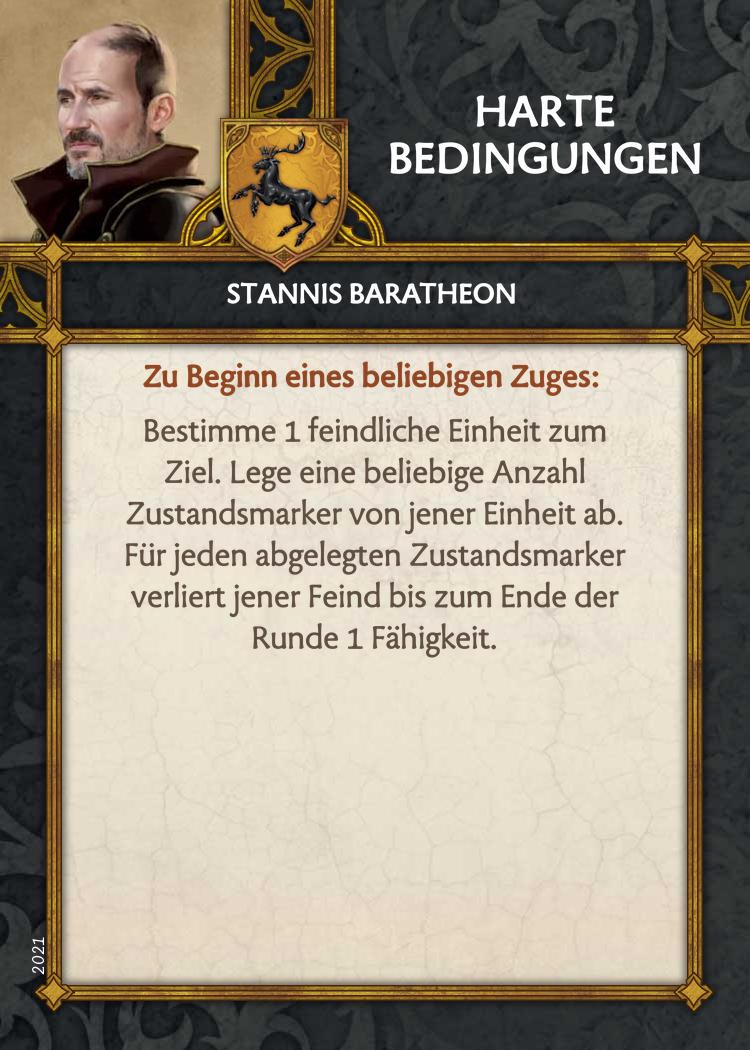 HARTE
BEDINGUNGEN
STANNIS BARATHEON
Zu Beginn eines beliebigen Zuges:
Bestimme 1 feindliche Einheit zum
Ziel. Lege eine beliebige Anzahl
Zustandsmarker von jener Einheit ab.
Für jeden abgelegten Zustandsmarker
verliert jener Feind bis zum Ende der
Runde 1 Fähigkeit.
2021